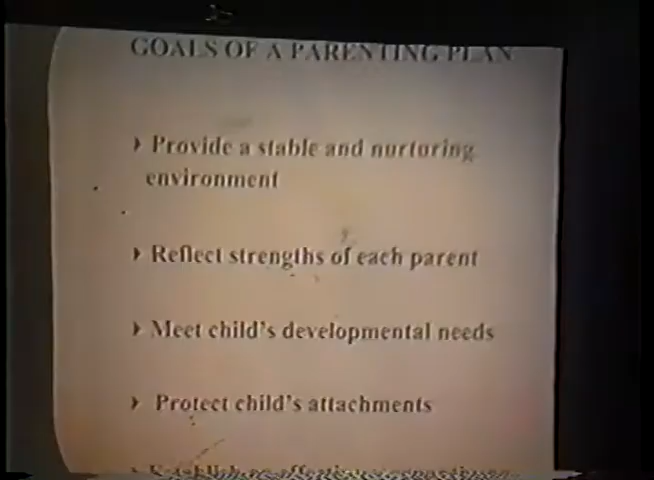 GOALS OF A PARENTING PLAN
Provide a stable and nurturing
environment
Reflect strengths of each parent
Meet child's developmental needs
Protect child's attachments